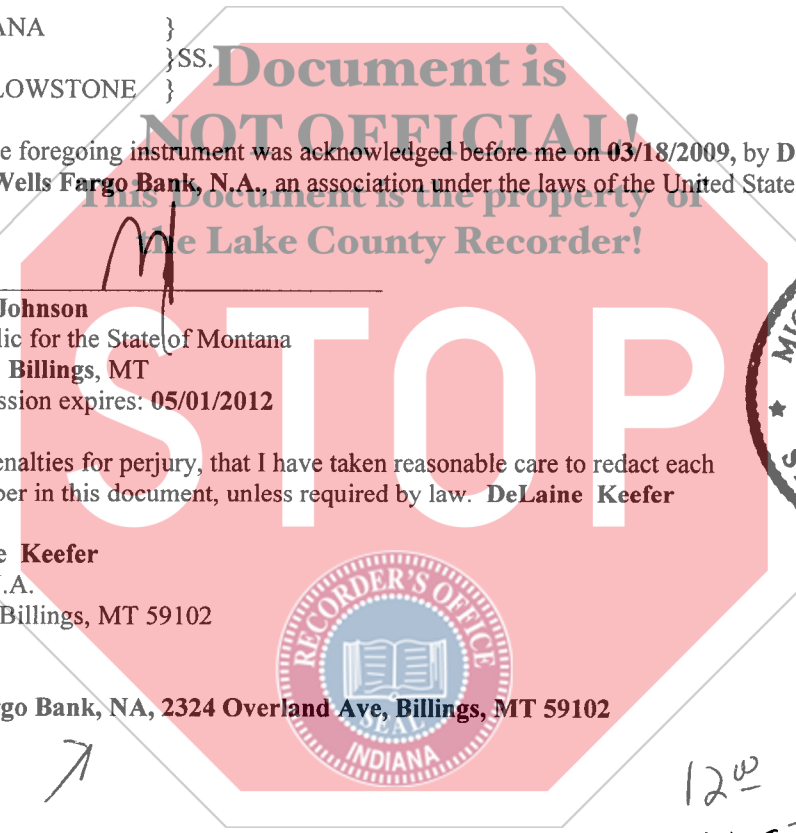 ANA }
}SS.
LOWSTONE }
Document is
NOT OFFICIAL!
e foregoing instrument was acknowledged before me on 03/18/2009, by D
Wells Fargo Bank, N.A., an association under the laws of the United State
This Document is the property of
the Lake County Recorder!
Johnson
lic for the State of Montana
Billings, MT
ssion expires: 05/01/2012
STOP
MIC
enalties for perjury, that I have taken reasonable care to redact each
ber in this document, unless required by law. DeLaine Keefer
e Keefer
N.A.
Billings, MT 59102
RECORDER'S OFFICE
SEAL
INDIANA
rgo Bank, NA, 2324 Overland Ave, Billings, MT 59102
12 00